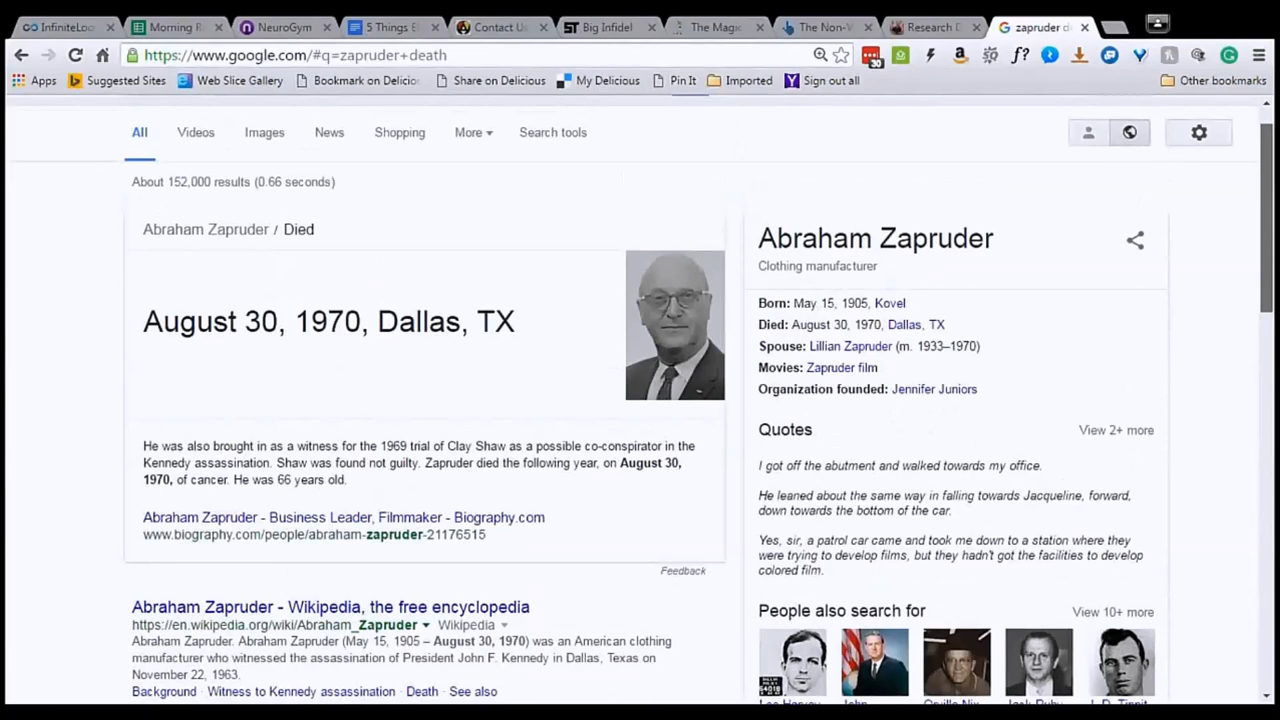 InfiniteLoo
Morning R
NeuroGym
5 Things E
Contact Us
Big Infidel
The Magic
The Non-V
Research D
zapruder d
https://www.google.com/#q=zapruder+death
30
Apps
Suggested Sites
Web Slice Gallery
Bookmark on Delicio
Share on Delicious
My Delicious
Pin It
Imported
Sign out all
Other bookmarks
All
Videos
Images
News
Shopping
More
Search tools
About 152,000 results (0.66 seconds)
Abraham Zapruder / Died
August 30, 1970, Dallas, TX
He was also brought in as a witness for the 1969 trial of Clay Shaw as a possible co-conspirator in the
Kennedy assassination. Shaw was found not guilty. Zapruder died the following year, on August 30,
1970, of cancer. He was 66 years old.
Abraham Zapruder - Business Leader, Filmmaker - Biography.com
www.biography.com/people/abraham-zapruder-21176515
Feedback
Abraham Zapruder - Wikipedia, the free encyclopedia
https://en.wikipedia.org/wiki/Abraham_Zapruder Wikipedia
Abraham Zapruder. Abraham Zapruder (May 15, 1905 – August 30, 1970) was an American clothing
manufacturer who witnessed the assassination of President John F. Kennedy in Dallas, Texas on
November 22, 1963.
Background · Witness to Kennedy assassination · Death · See also
Abraham Zapruder
Clothing manufacturer
Born: May 15, 1905, Kovel
Died: August 30, 1970, Dallas, TX
Spouse: Lillian Zapruder (m. 1933–1970)
Movies: Zapruder film
Organization founded: Jennifer Juniors
Quotes
View 2+ more
I got off the abutment and walked towards my office.
He leaned about the same way in falling towards Jacqueline, forward,
down towards the bottom of the car.
Yes, sir, a patrol car came and took me down to a station where they
were trying to develop films, but they hadn't got the facilities to develop
colored film.
People also search for
View 10+ more